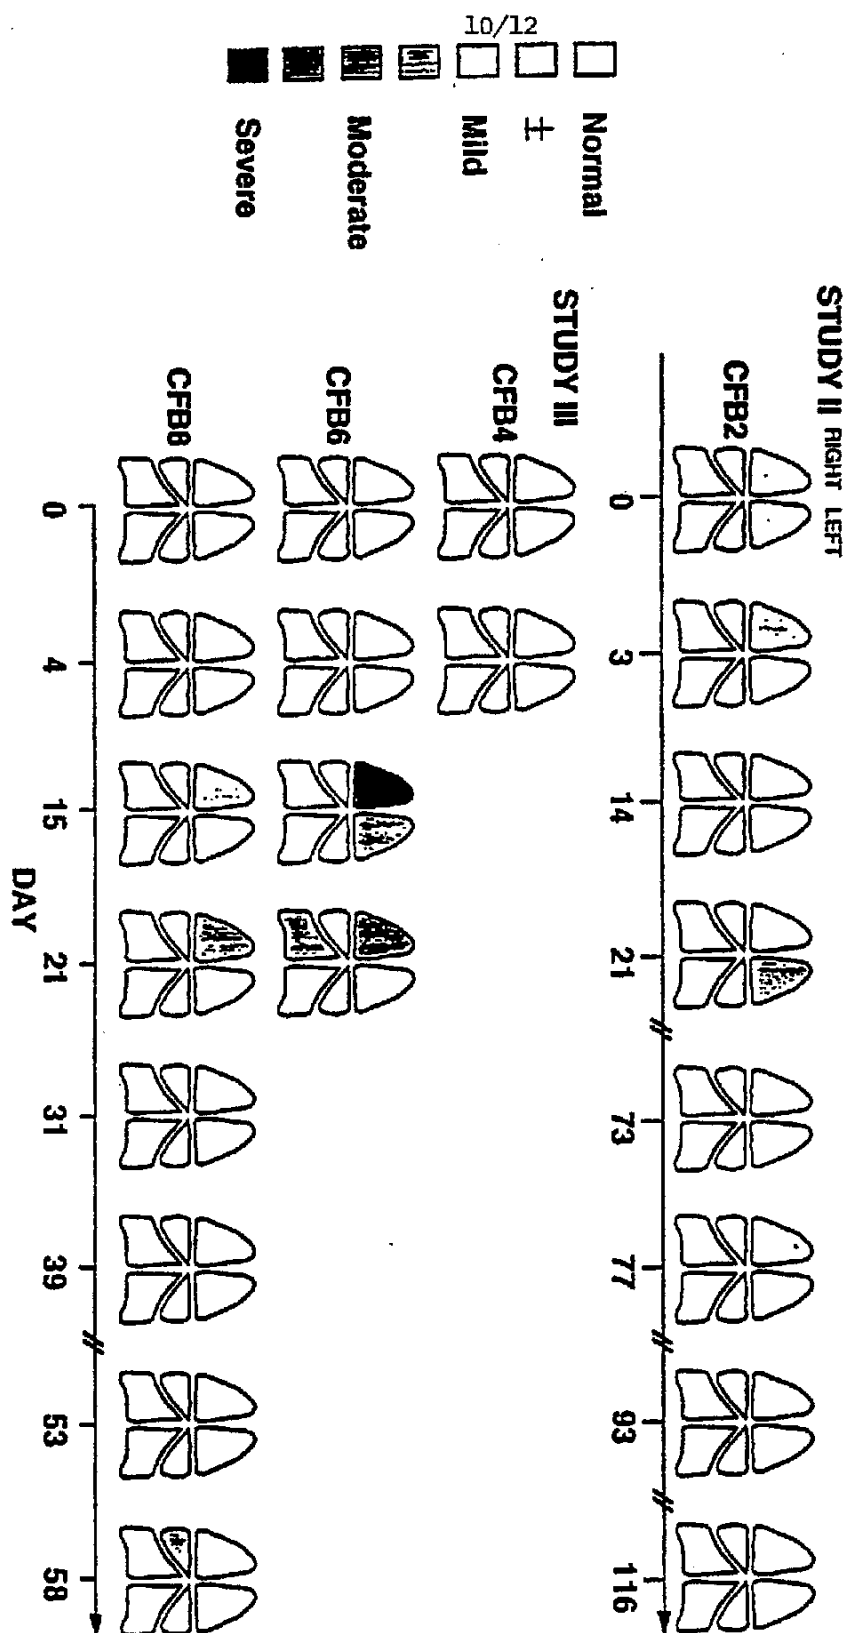 10/12
Normal
±
Mild
Moderate
Severe
STUDY II RIGHT LEFT
CFB2
0 3 14 21 73 77 93 116
STUDY III
CFB4
CFB6
CFB8
0 4 15 21 31 39 53 58
DAY